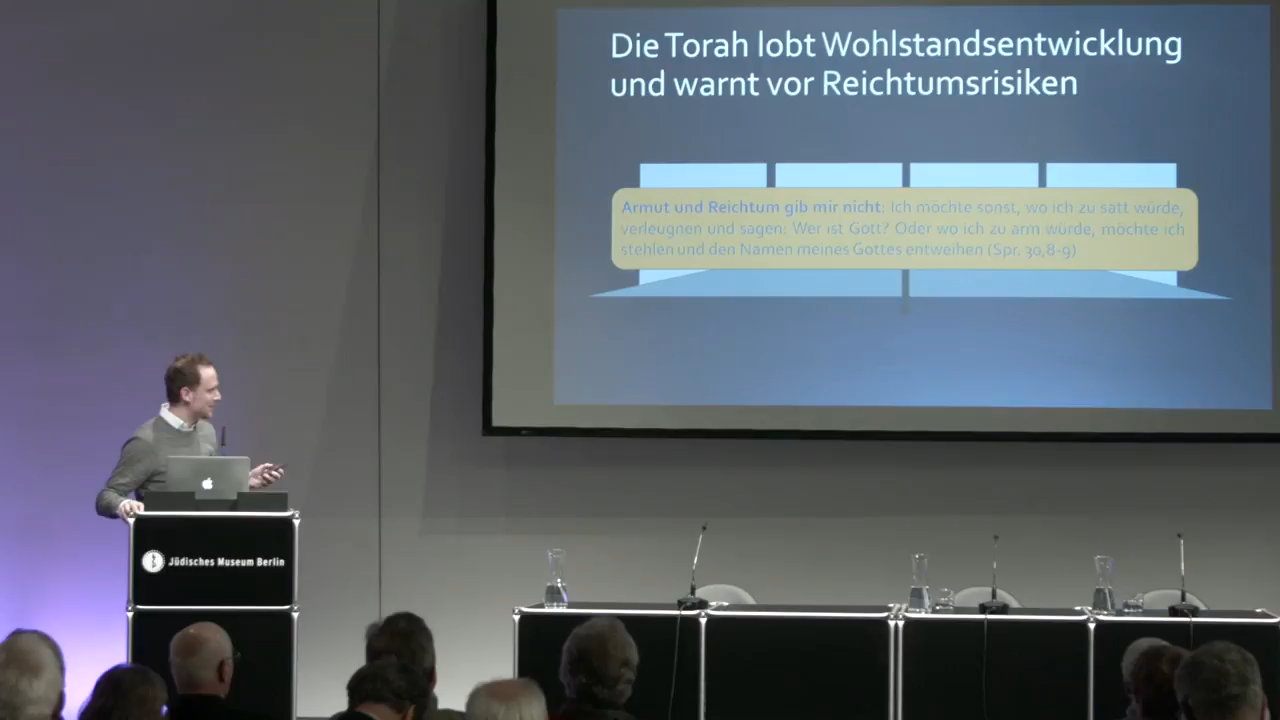 Die Torah lobt Wohlstandsentwicklung
und warnt vor Reichtumsrisiken
Armut und Reichtum gib mir nicht: Ich möchte sonst, wo ich zu satt würde,
verleugnen und sagen: Wer ist Gott? Oder wo ich zu arm würde, möchte ich
stehlen und den Namen meines Gottes entweihen (Spr. 30,8-9)
Jüdisches Museum Berlin